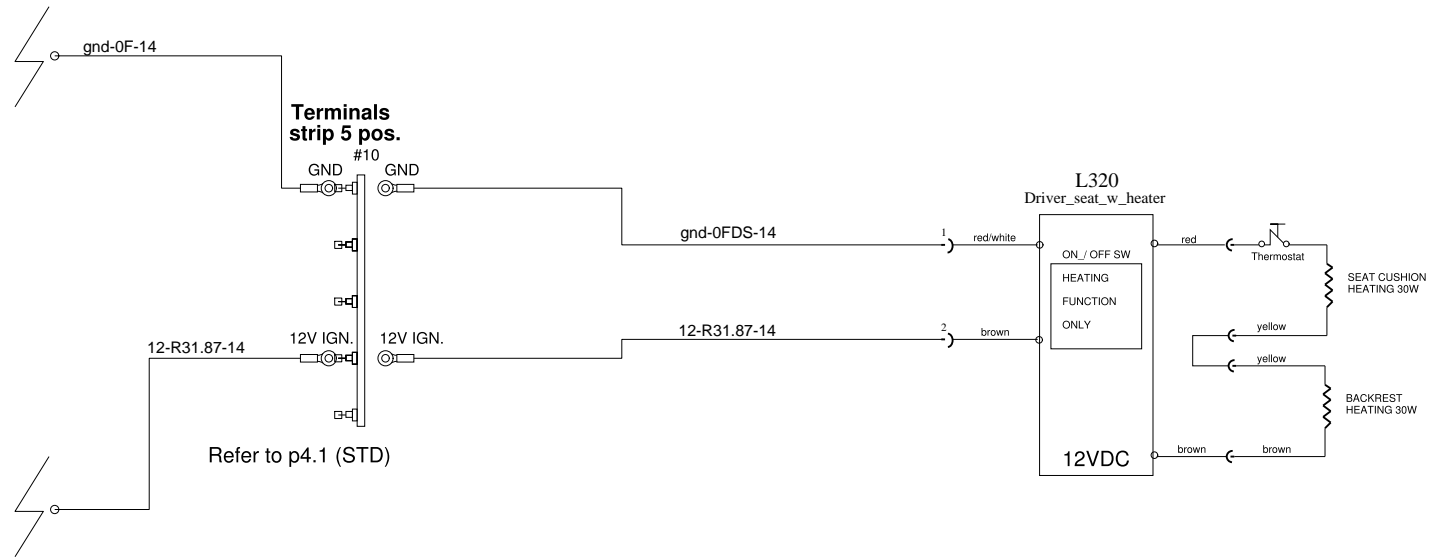 gnd-0F-14
Terminals
strip 5 pos.
#10
GND
GND
L320
Driver_seat_w_heater
gnd-0FDS-14
1
red/white
red
Thermostat
ON_/ OFF SW
HEATING
FUNCTION
ONLY
SEAT CUSHION
HEATING 30W
12-R31.87-14
12V IGN.
12V IGN.
12-R31.87-14
2
brown
yellow
yellow
BACKREST
HEATING 30W
Refer to p4.1 (STD)
12VDC
brown
brown